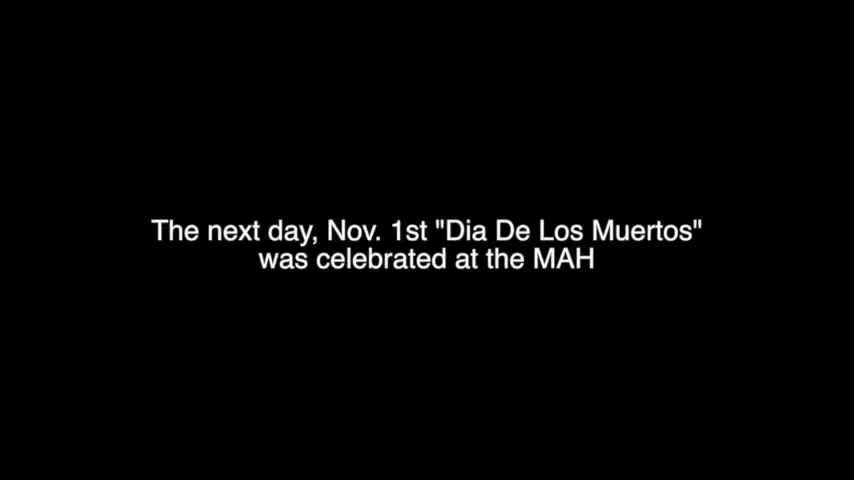 The next day, Nov. 1st "Dia De Los Muertos"
was celebrated at the MAH